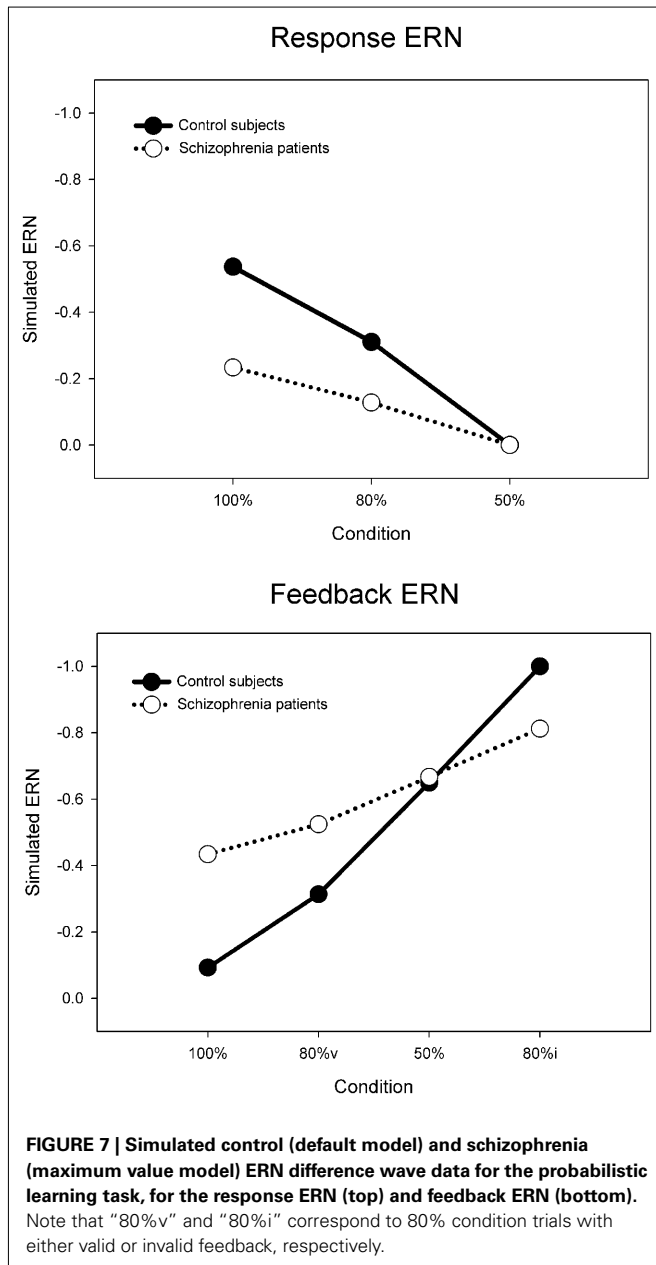 Response ERN
-1.0
-0.8
-0.6
-0.4
-0.2
0.0
Simulated ERN
Control subjects
Schizophrenia patients
100% 80% 50%
Condition
Feedback ERN
-1.0
-0.8
-0.6
-0.4
-0.2
0.0
Simulated ERN
Control subjects
Schizophrenia patients
100% 80%v 50% 80%i
Condition
FIGURE 7 | Simulated control (default model) and schizophrenia
(maximum value model) ERN difference wave data for the probabilistic
learning task, for the response ERN (top) and feedback ERN (bottom).
Note that “80%v” and “80%i” correspond to 80% condition trials with
either valid or invalid feedback, respectively.